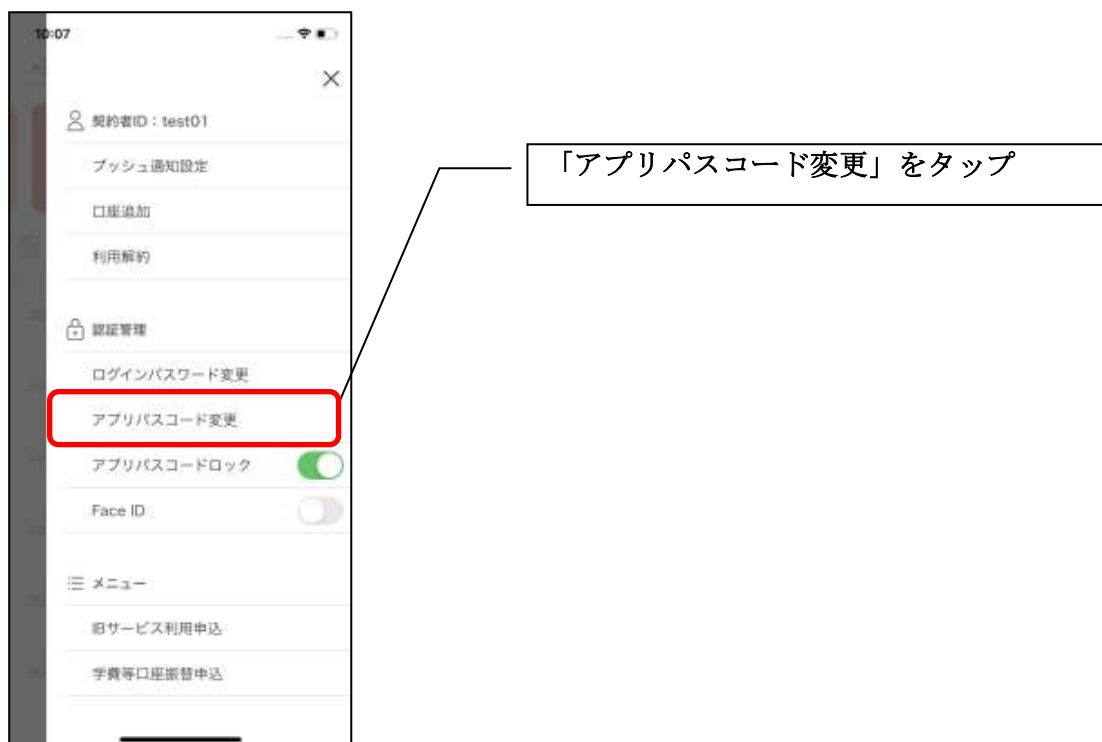 10:07
契約者ID：test01
プッシュ通知設定
口座追加
利用解約
認証管理
ログインパスワード変更
アプリパスコード変更
アプリパスコードロック
Face ID
メニュー
旧サービス利用申込
学費等口座振替申込
「アプリパスコード変更」をタップ